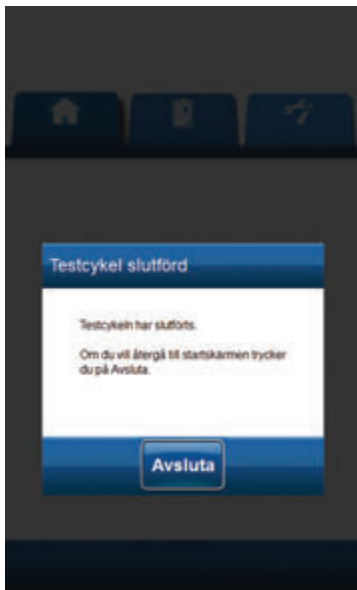 Testcykel slutförd
Testcykeln har slutförts.
Om du vill återgå till startskärmen trycker
du på Avsluta.
Avsluta